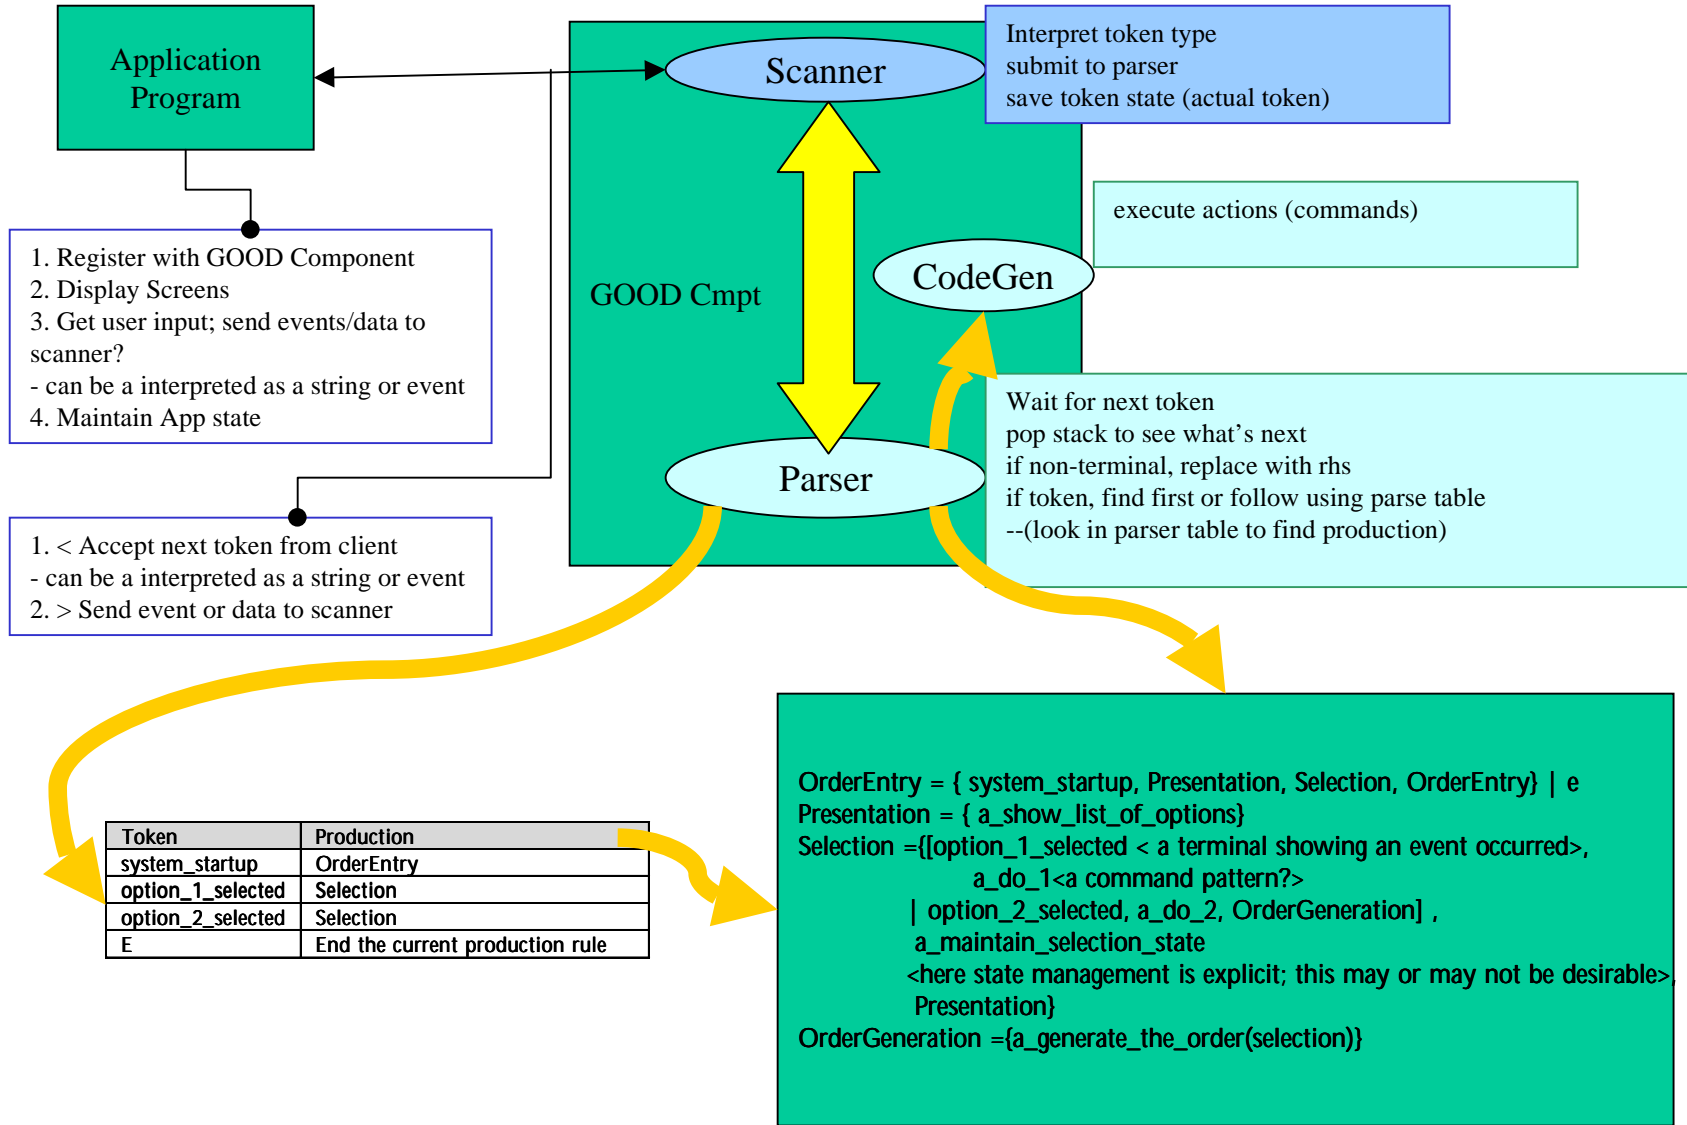 Application
Program
Scanner
Interpret token type
submit to parser
save token state (actual token)
execute actions (commands)
1. Register with GOOD Component
2. Display Screens
3. Get user input; send events/data to
scanner?
- can be a interpreted as a string or event
4. Maintain App state
GOOD Cmpt
CodeGen
Wait for next token
pop stack to see what's next
if non-terminal, replace with rhs
if token, find first or follow using parse table
--(look in parser table to find production)
Parser
1. < Accept next token from client
- can be a interpreted as a string or event
2. > Send event or data to scanner
Token Production
system_startup OrderEntry
option_1_selected Selection
option_2_selected Selection
E End the current production rule
OrderEntry = { system_startup, Presentation, Selection, OrderEntry} | e
Presentation = { a_show_list_of_options}
Selection ={[option_1_selected < a terminal showing an event occurred>,
a_do_1<a command pattern?>
| option_2_selected, a_do_2, OrderGeneration] ,
a_maintain_selection_state
<here state management is explicit; this may or may not be desirable>,
Presentation}
OrderGeneration ={a_generate_the_order(selection)}